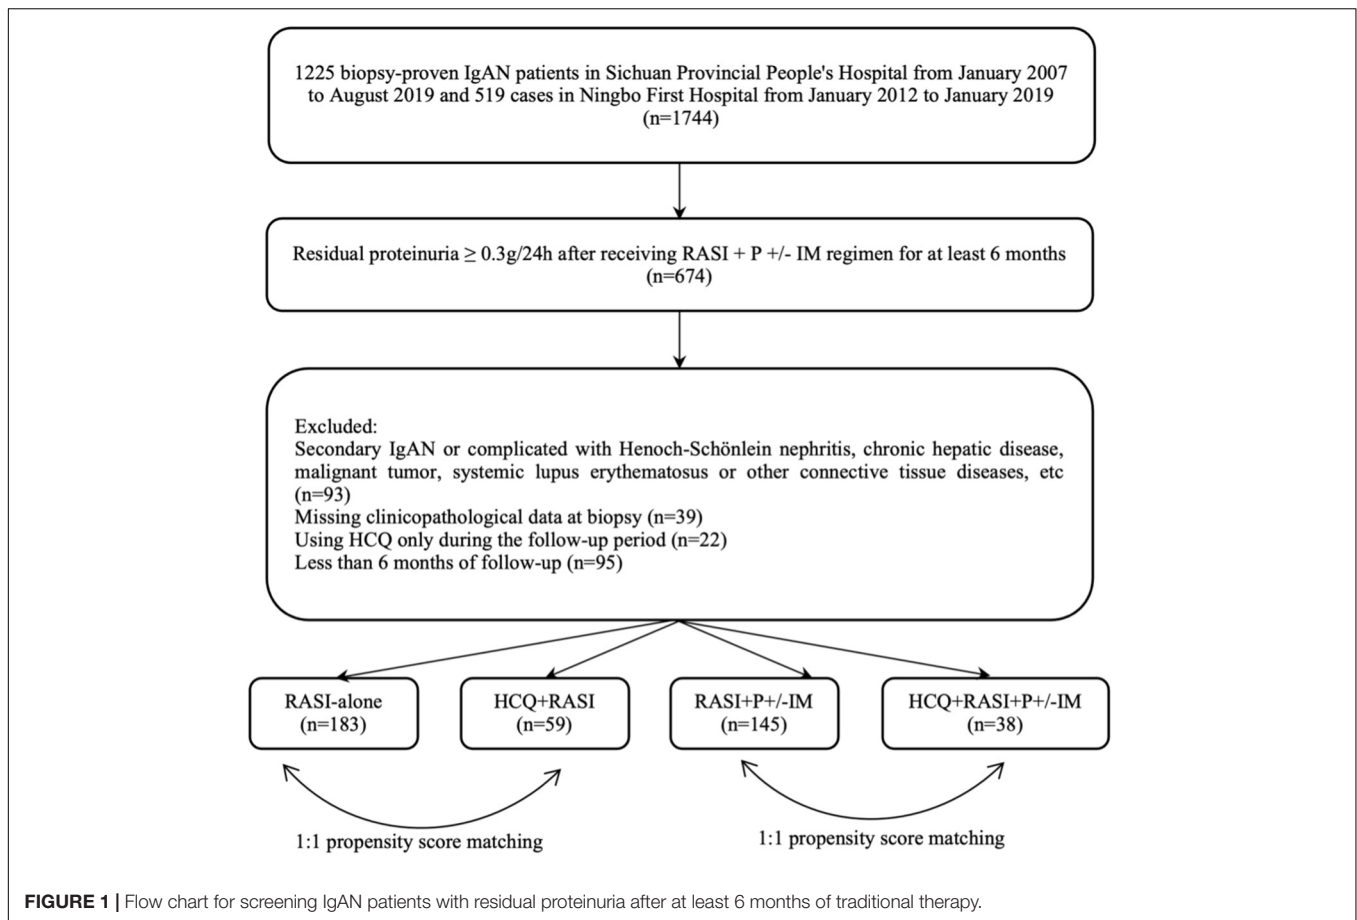 1225 biopsy-proven IgAN patients in Sichuan Provincial People's Hospital from January 2007
to August 2019 and 519 cases in Ningbo First Hospital from January 2012 to January 2019
(n=1744)
Residual proteinuria ≥ 0.3g/24h after receiving RASI + P +/- IM regimen for at least 6 months
(n=674)
Excluded:
Secondary IgAN or complicated with Henoch-Schönlein nephritis, chronic hepatic disease,
malignant tumor, systemic lupus erythematosus or other connective tissue diseases, etc
(n=93)
Missing clinicopathological data at biopsy (n=39)
Using HCQ only during the follow-up period (n=22)
Less than 6 months of follow-up (n=95)
RASI-alone
(n=183)
HCQ+RASI
(n=59)
RASI+P+/-IM
(n=145)
HCQ+RASI+P+/-IM
(n=38)
1:1 propensity score matching
1:1 propensity score matching
FIGURE 1 | Flow chart for screening IgAN patients with residual proteinuria after at least 6 months of traditional therapy.